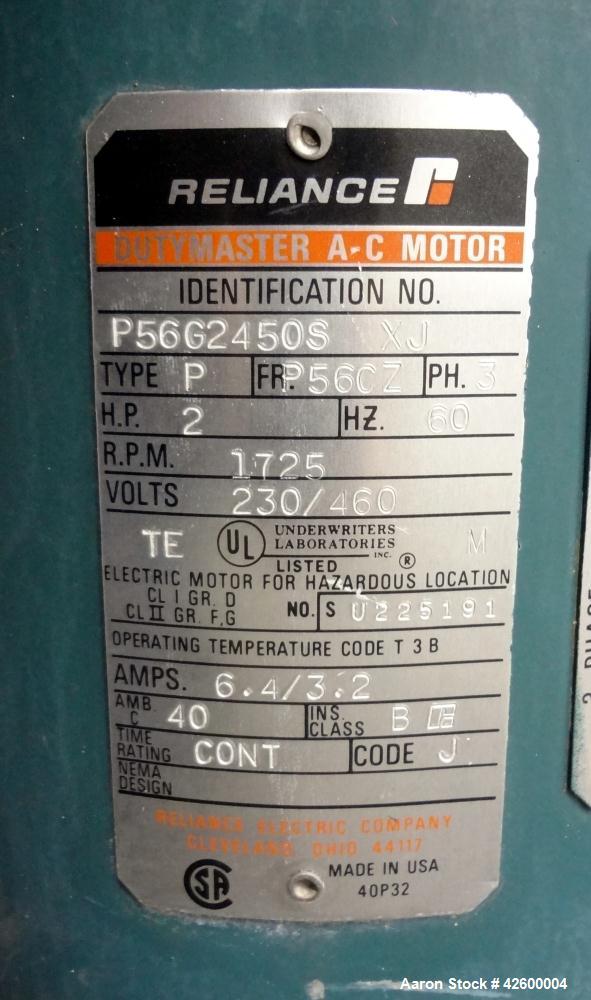 RELIANCE
DUTYMASTER A-C MOTOR
IDENTIFICATION NO.
P56G2450S XJ
TYPE P FR. P56CZ PH. 3
H.P. 2 HZ. 60
R.P.M. 1725
VOLTS 230/460
TE UL UNDERWRITERS LABORATORIES INC. LISTED ® M
ELECTRIC MOTOR FOR HAZARDOUS LOCATION
CL I GR. D
CL II GR. F,G NO. S U225191
OPERATING TEMPERATURE CODE T 3 B
AMPS. 6.4/3.2
AMB. C 40 INS. CLASS B
TIME RATING CONT CODE J
NEMA DESIGN
RELIANCE ELECTRIC COMPANY
CLEVELAND, OHIO 44117
SA MADE IN USA
40P32
3 PHASE
Aaron Stock # 42600004